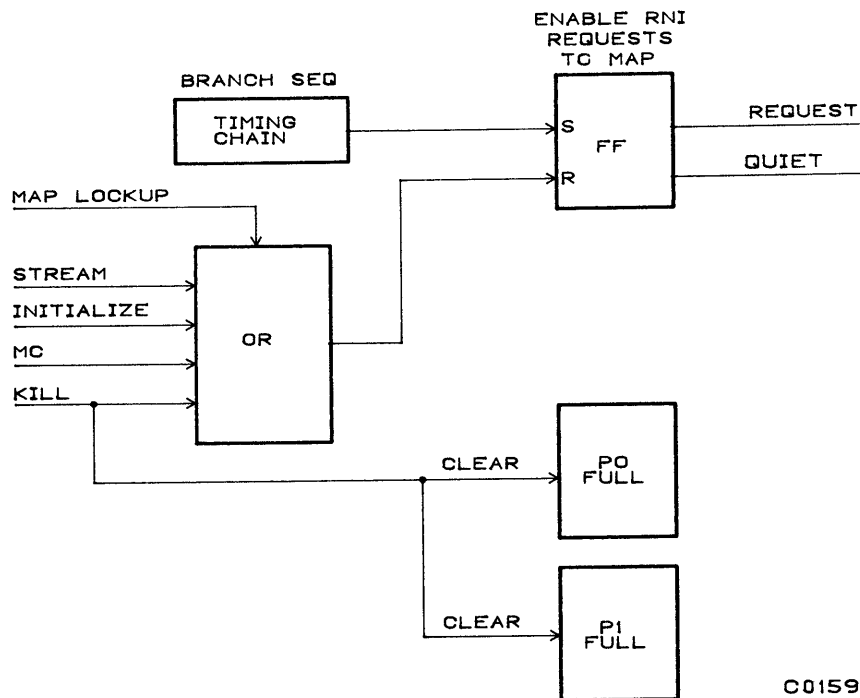 ENABLE RNI
REQUESTS
TO MAP
BRANCH SEQ
TIMING
CHAIN
S
FF
R
REQUEST
QUIET
MAP LOCKUP
STREAM
INITIALIZE
MC
KILL
OR
CLEAR
P0
FULL
CLEAR
P1
FULL
C0159